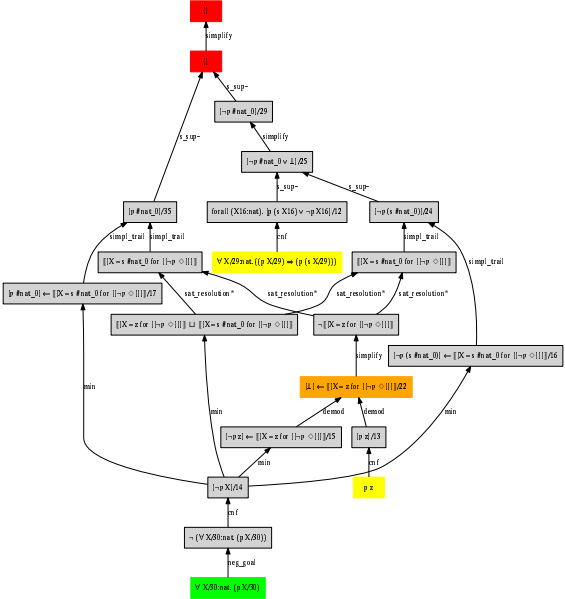 []
simplify
[]
s_sup-
[¬p #nat_0]/29
s_sup-
simplify
[¬p #nat_0 ∨ ⊥]/25
s_sup-
s_sup-
[p #nat_0]/35
forall (X16:nat). [p (s X16) ∨ ¬p X16]/12
[¬p (s #nat_0)]/24
simpl_trail
simpl_trail
cnf
simpl_trail
simpl_trail
⟦[X = s #nat_0 for [[¬p ◇]]]⟧
∀ X/29:nat. ((p X/29) ⇒ (p (s X/29)))
⟦[X = s #nat_0 for [[¬p ◇]]]⟧
[p #nat_0] ← ⟦[X = s #nat_0 for [[¬p ◇]]]⟧/17
sat_resolution*
sat_resolution*
sat_resolution*
sat_resolution*
⟦[X = z for [[¬p ◇]]]⟧ ⊔ ⟦[X = s #nat_0 for [[¬p ◇]]]⟧
¬⟦[X = z for [[¬p ◇]]]⟧
[¬p (s #nat_0)] ← ⟦[X = s #nat_0 for [[¬p ◇]]]⟧/16
simplify
min
min
min
[⊥] ← ⟦[X = z for [[¬p ◇]]]⟧/22
demod
demod
[¬p z] ← ⟦[X = z for [[¬p ◇]]]⟧/15
[p z]/13
min
cnf
[¬p X]/14
p z
cnf
¬ (∀ X/30:nat. (p X/30))
neg_goal
∀ X/30:nat. (p X/30)